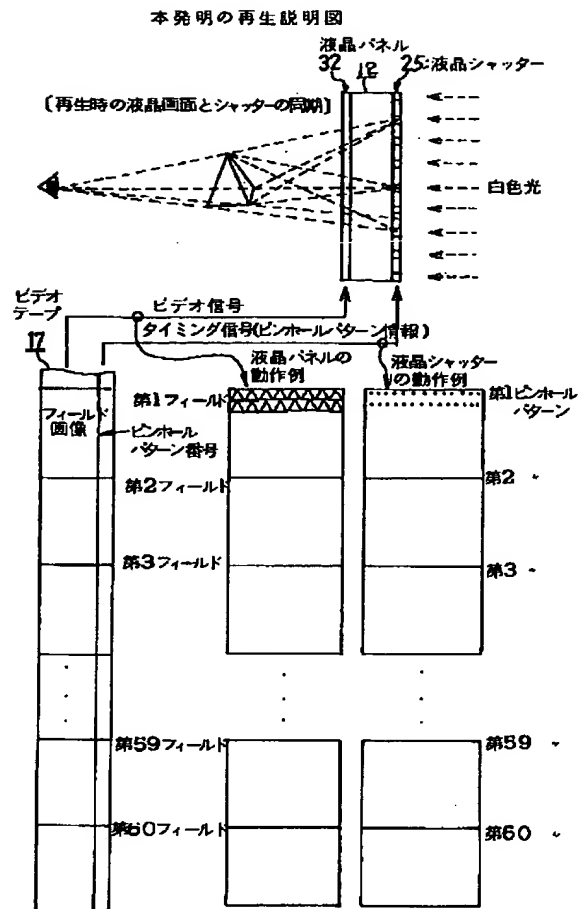 本発明の再生説明図
液晶パネル
32
12
25:液晶シャッター
〔再生時の液晶画面とシャッターの同期〕
白色光
ビデオ
テープ
17
ビデオ信号
タイミング信号(ピンホールパターン情報)
液晶パネルの
動作例
液晶シャッター
の動作例
フィールド
画像
ピンホール
パターン番号
第1フィールド
第1ピンホール
パターン
第2フィールド
第2 〃
第3フィールド
第3 〃
第59フィールド
第59 〃
第60フィールド
第60 〃